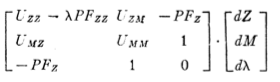 U_ZZ − λPF_ZZ U_ZM −PF_Z dZ
U_MZ U_MM 1 · dM
−PF_Z 1 0 dλ